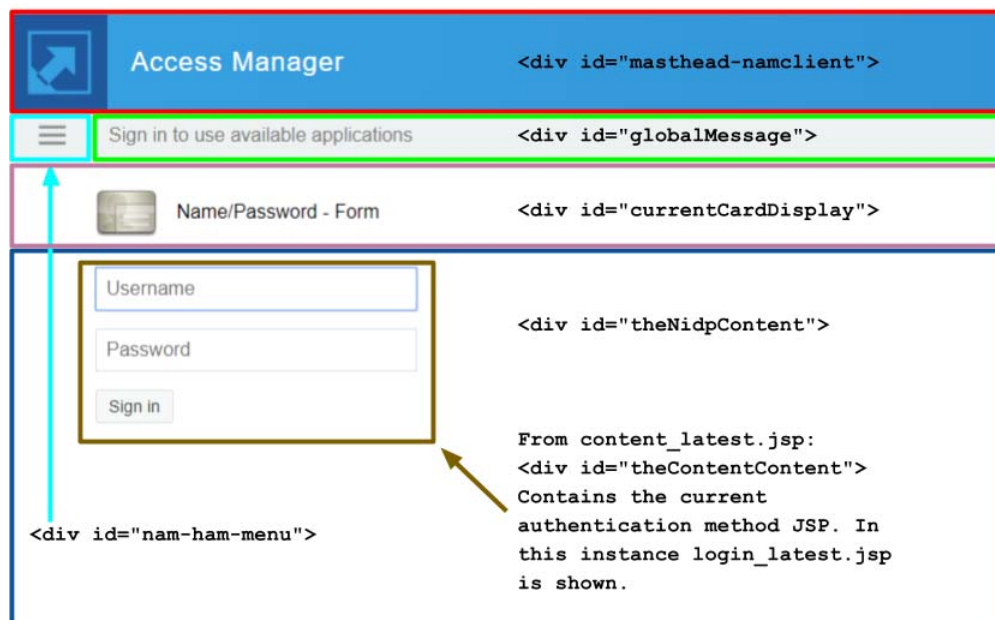 Access Manager <div id="masthead-namclient">
Sign in to use available applications <div id="globalMessage">
Name/Password - Form <div id="currentCardDisplay">
Username
<div id="theNidpContent">
Password
Sign in
From content_latest.jsp:
<div id="theContentContent">
Contains the current
authentication method JSP. In
this instance login_latest.jsp
is shown.
<div id="nam-ham-menu">